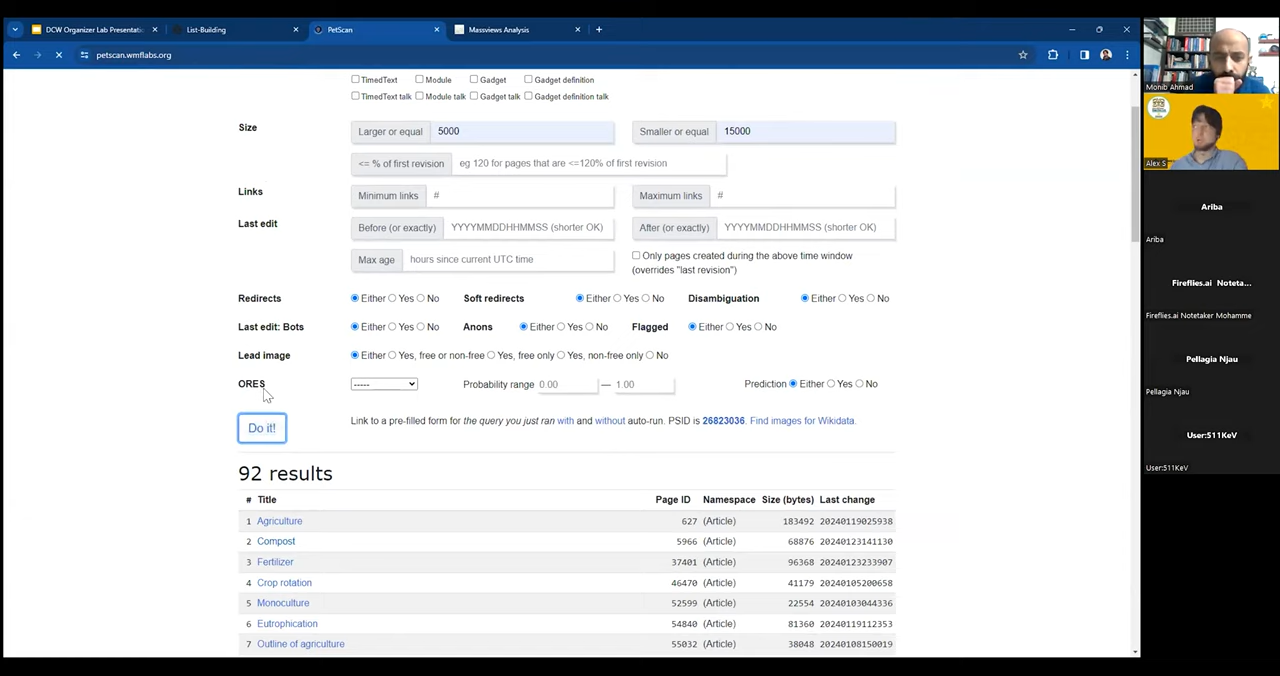 DCW Organizer Lab Presentati
List-Building
PetScan
Massviews Analysis
petscan.wmflabs.org
TimedText Module Gadget Gadget definition
TimedText talk Module talk Gadget talk Gadget definition talk
Size Larger or equal 5000 Smaller or equal 15000
<= % of first revision eg 120 for pages that are <=120% of first revision
Links Minimum links # Maximum links #
Last edit Before (or exactly) YYYYMMDDHHMMSS (shorter OK) After (or exactly) YYYYMMDDHHMMSS (shorter OK)
Max age hours since current UTC time Only pages created during the above time window
(overrides "last revision")
Redirects Either Yes No Soft redirects Either Yes No Disambiguation Either Yes No
Last edit: Bots Either Yes No Anons Either Yes No Flagged Either Yes No
Lead image Either Yes, free or non-free Yes, free only Yes, non-free only No
ORES ----- Probability range 0.00 — 1.00 Prediction Either Yes No
Do it! Link to a pre-filled form for the query you just ran with and without auto-run. PSID is 26823036. Find images for Wikidata.
92 results
# Title Page ID Namespace Size (bytes) Last change
1 Agriculture 627 (Article) 183492 20240119025938
2 Compost 5966 (Article) 68876 20240123141130
3 Fertilizer 37401 (Article) 96368 20240123233907
4 Crop rotation 46470 (Article) 41179 20240105200658
5 Monoculture 52599 (Article) 22554 20240103044336
6 Eutrophication 54840 (Article) 81360 20240119112353
7 Outline of agriculture 55032 (Article) 38048 20240108150019
Monib Ahmad
Alex S
Ariba
Ariba
Fireflies.ai Noteta...
Fireflies.ai Notetaker Mohamme
Pellagia Njau
Pellagia Njau
User:511KeV
User:511KeV